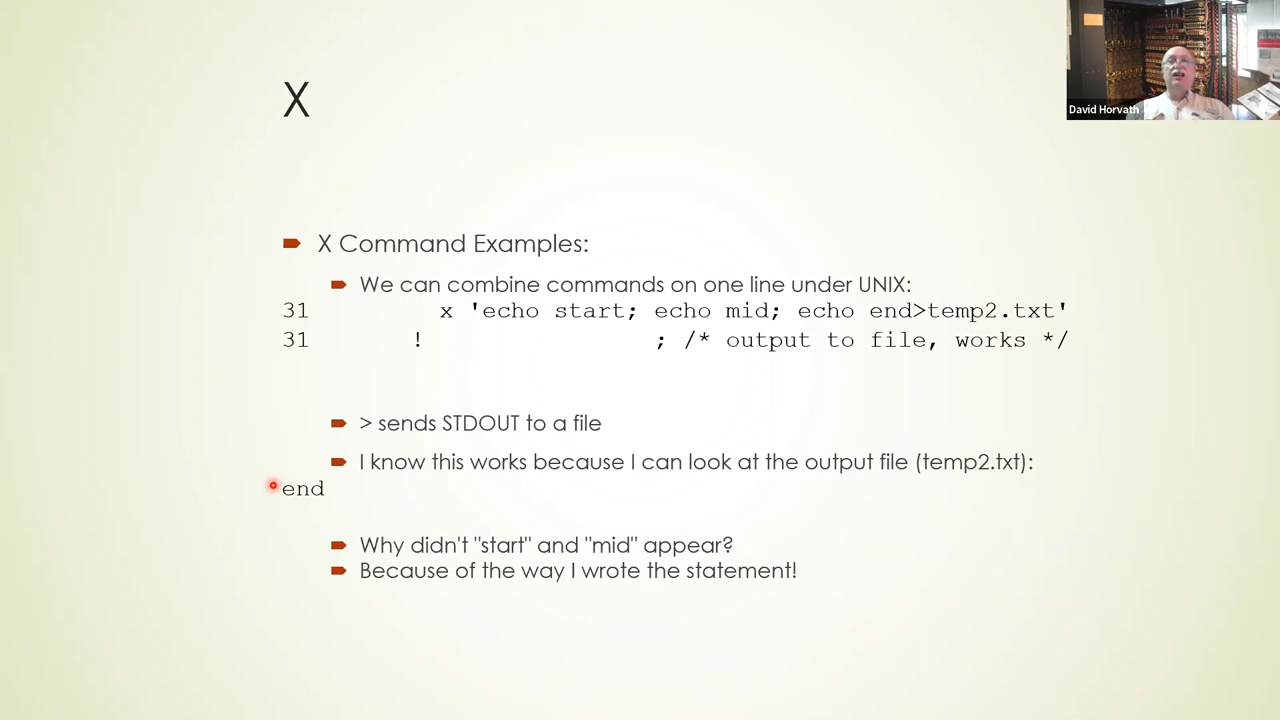 David Horvath
X
X Command Examples:
We can combine commands on one line under UNIX:
31 x 'echo start; echo mid; echo end>temp2.txt'
31 ! ; /* output to file, works */
> sends STDOUT to a file
I know this works because I can look at the output file (temp2.txt):
end
Why didn't "start" and "mid" appear?
Because of the way I wrote the statement!